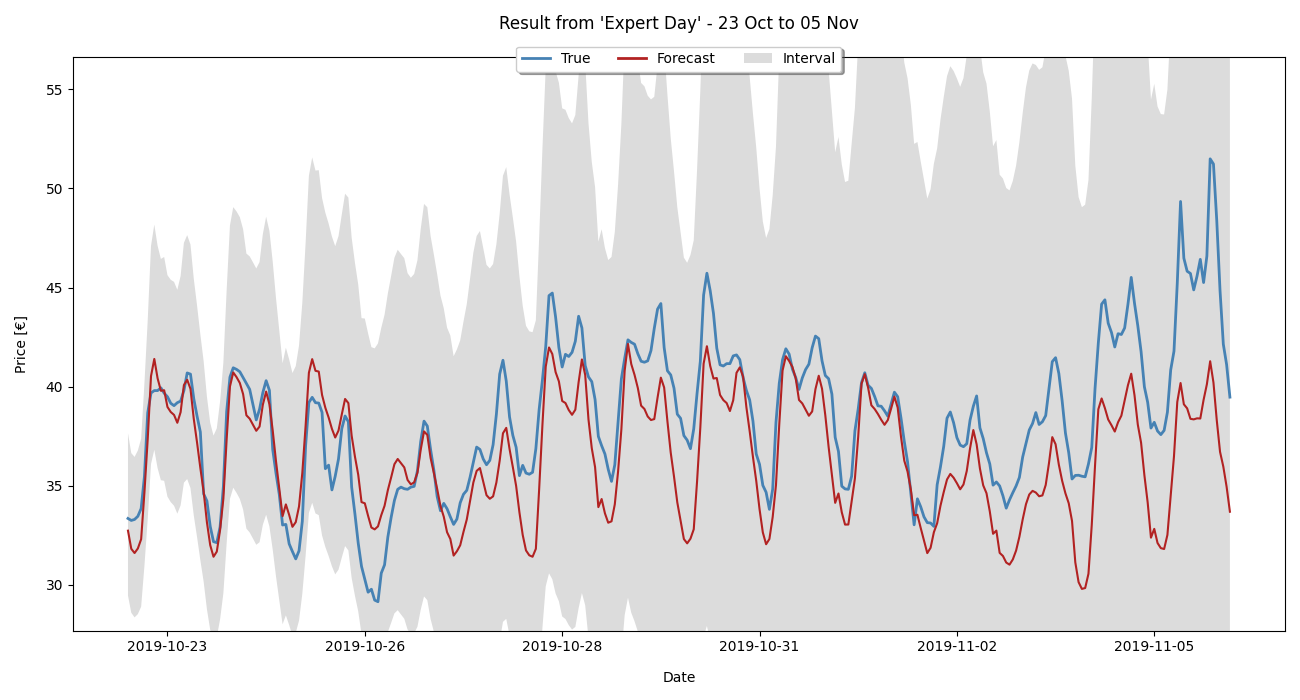 Result from 'Expert Day' - 23 Oct to 05 Nov
True Forecast Interval
55
50
45
40
35
30
Price [€]
2019-10-23 2019-10-26 2019-10-28 2019-10-31 2019-11-02 2019-11-05
Date